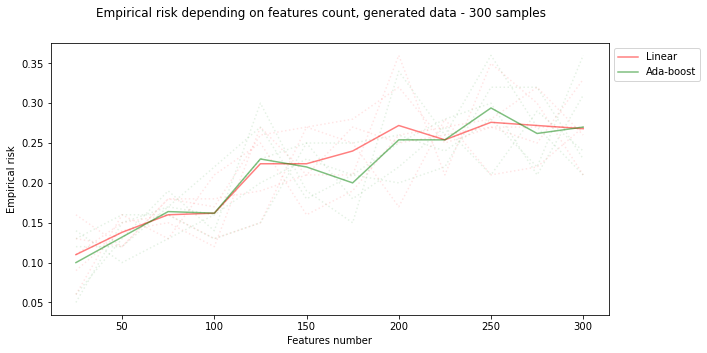 Empirical risk depending on features count, generated data - 300 samples
Linear
Ada-boost
Empirical risk
0.35
0.30
0.25
0.20
0.15
0.10
0.05
50 100 150 200 250 300
Features number